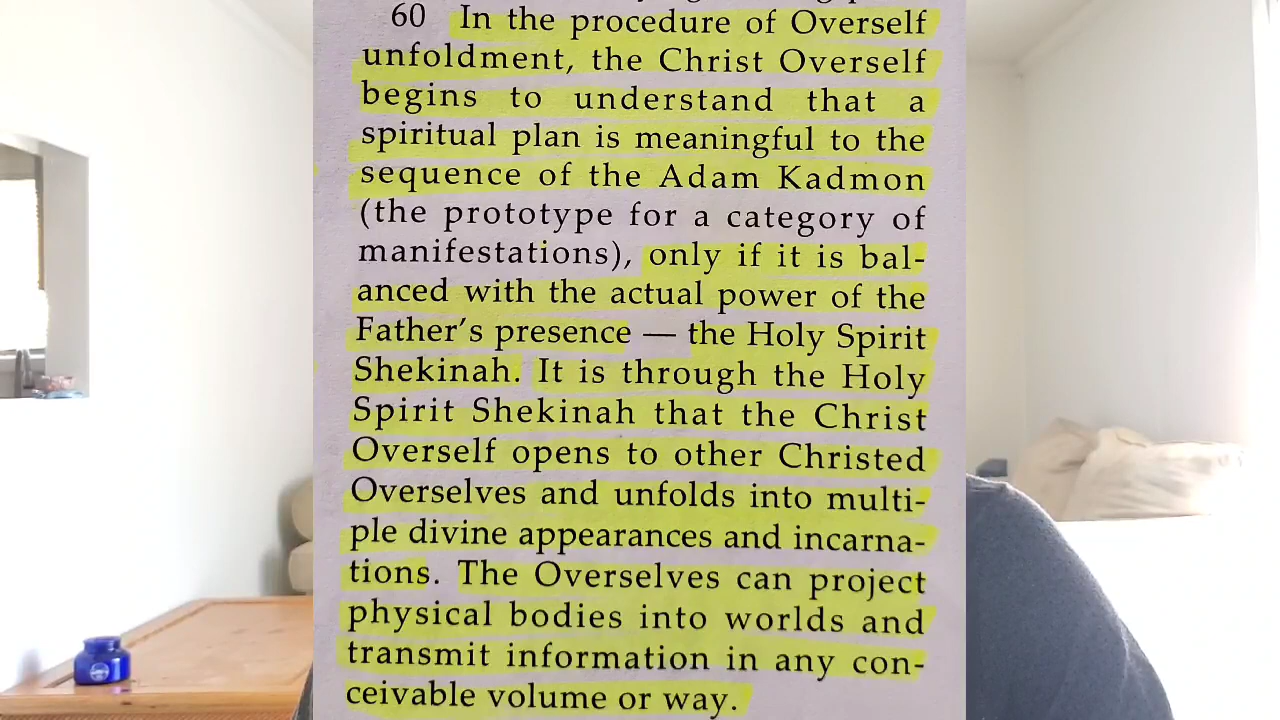 60 In the procedure of Overself
unfoldment, the Christ Overself
begins to understand that a
spiritual plan is meaningful to the
sequence of the Adam Kadmon
(the prototype for a category of
manifestations), only if it is bal-
anced with the actual power of the
Father's presence — the Holy Spirit
Shekinah. It is through the Holy
Spirit Shekinah that the Christ
Overself opens to other Christed
Overselves and unfolds into multi-
ple divine appearances and incarna-
tions. The Overselves can project
physical bodies into worlds and
transmit information in any con-
ceivable volume or way.